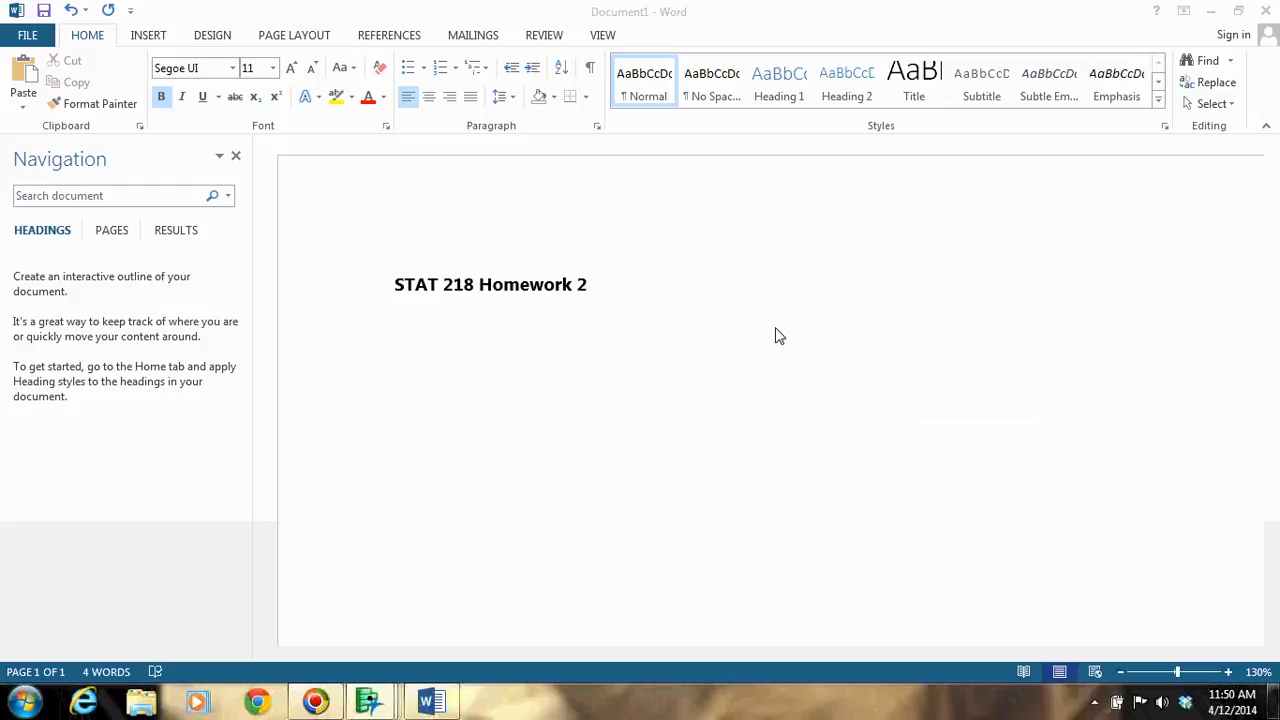 Document1 - Word
?
FILE HOME INSERT DESIGN PAGE LAYOUT REFERENCES MAILINGS REVIEW VIEW Sign in
Paste Cut Copy Format Painter
Clipboard
Segoe UI 11 Aa
B I U abc x₂ x² A A
Font
Paragraph
AaBbCcDc AaBbCcDc AaBbCc AaBbCcD AaBl AaBbCcD AaBbCcDc AaBbCcDc
¶ Normal ¶ No Spac... Heading 1 Heading 2 Title Subtitle Subtle Em... Emphasis
Styles
Find
Replace
Select
Editing
Navigation
Search document
HEADINGS PAGES RESULTS
Create an interactive outline of your
document.
It's a great way to keep track of where you are
or quickly move your content around.
To get started, go to the Home tab and apply
Heading styles to the headings in your
document.
STAT 218 Homework 2
PAGE 1 OF 1 4 WORDS 130%
11:50 AM
4/12/2014